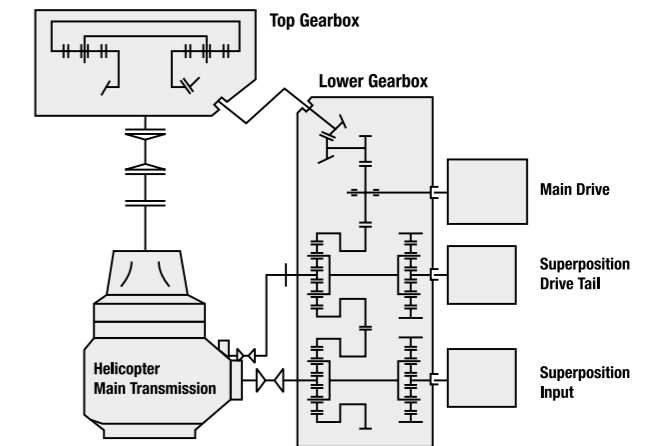 Top Gearbox
Lower Gearbox
Main Drive
Superposition
Drive Tail
Helicopter
Main Transmission
Superposition
Input